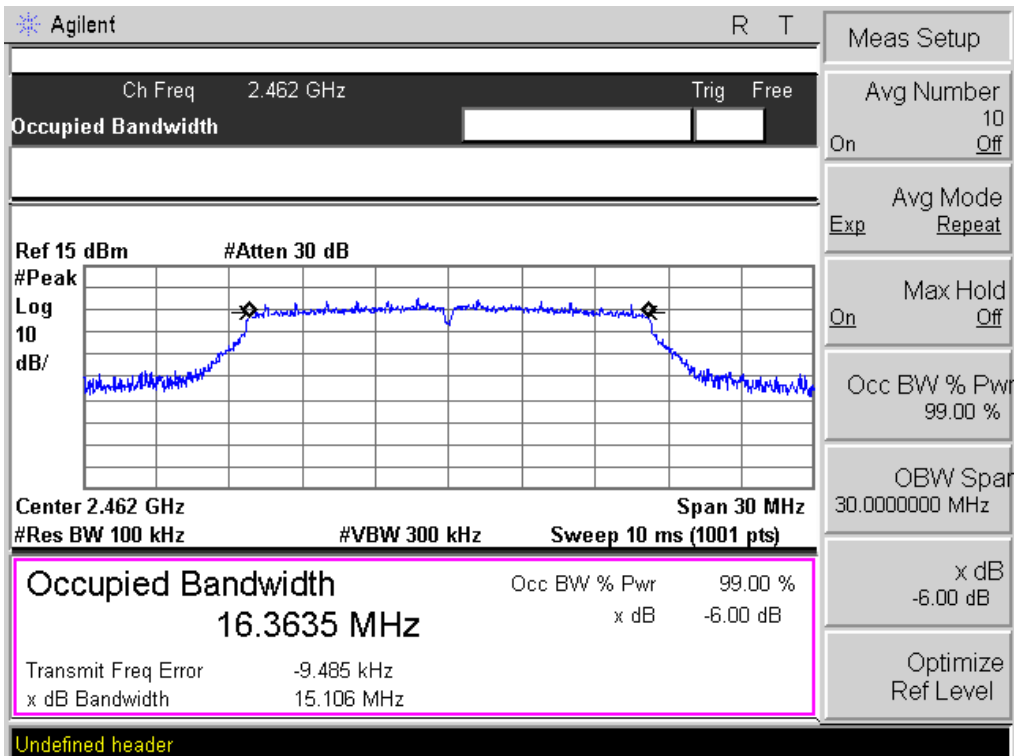 Agilent R T
Ch Freq 2.462 GHz Trig Free
Occupied Bandwidth
Ref 15 dBm #Atten 30 dB
#Peak
Log
10
dB/
Center 2.462 GHz Span 30 MHz
#Res BW 100 kHz #VBW 300 kHz Sweep 10 ms (1001 pts)
Occupied Bandwidth Occ BW % Pwr 99.00 %
16.3635 MHz x dB -6.00 dB
Transmit Freq Error -9.485 kHz
x dB Bandwidth 15.106 MHz
Undefined header
Meas Setup
Avg Number
10
On Off
Avg Mode
Exp Repeat
Max Hold
On Off
Occ BW % Pwr
99.00 %
OBW Span
30.0000000 MHz
x dB
-6.00 dB
Optimize
Ref Level